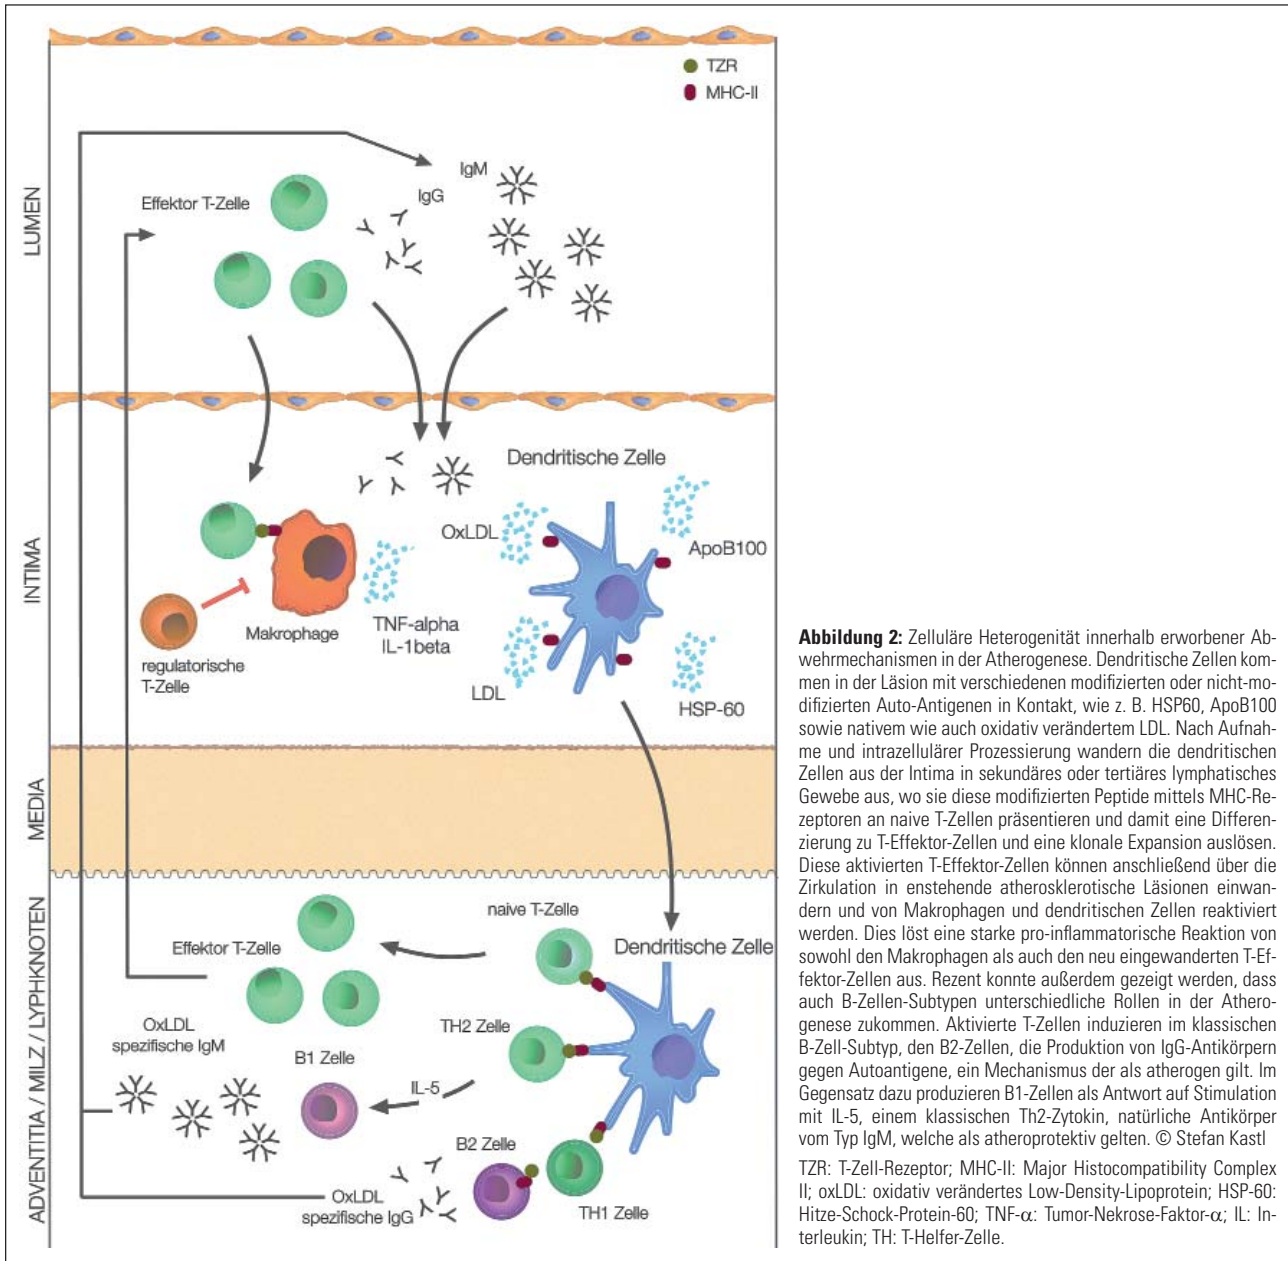 TZR
MHC-II
LUMEN
IgM
IgG
Effektor T-Zelle
INTIMA
Dendritische Zelle
OxLDL
ApoB100
Makrophage
TNF-alpha
IL-1beta
regulatorische
T-Zelle
LDL
HSP-60
MEDIA
ADVENTITIA / MILZ / LYPHKNOTEN
naive T-Zelle
Effektor T-Zelle
Dendritische Zelle
OxLDL
spezifische IgM
TH2 Zelle
B1 Zelle
IL-5
B2 Zelle
OxLDL
spezifische IgG
TH1 Zelle
Abbildung 2: Zelluläre Heterogenität innerhalb erworbener Ab-
wehrmechanismen in der Atherogenese. Dendritische Zellen kom-
men in der Läsion mit verschiedenen modifizierten oder nicht-mo-
difizierten Auto-Antigenen in Kontakt, wie z. B. HSP60, ApoB100
sowie nativem wie auch oxidativ verändertem LDL. Nach Aufnah-
me und intrazellulärer Prozessierung wandern die dendritischen
Zellen aus der Intima in sekundäres oder tertiäres lymphatisches
Gewebe aus, wo sie diese modifizierten Peptide mittels MHC-Re-
zeptoren an naive T-Zellen präsentieren und damit eine Differen-
zierung zu T-Effektor-Zellen und eine klonale Expansion auslösen.
Diese aktivierten T-Effektor-Zellen können anschließend über die
Zirkulation in enstehende atherosklerotische Läsionen einwan-
dern und von Makrophagen und dendritischen Zellen reaktiviert
werden. Dies löst eine starke pro-inflammatorische Reaktion von
sowohl den Makrophagen als auch den neu eingewanderten T-Ef-
fektor-Zellen aus. Rezent konnte außerdem gezeigt werden, dass
auch B-Zellen-Subtypen unterschiedliche Rollen in der Athero-
genese zukommen. Aktivierte T-Zellen induzieren im klassischen
B-Zell-Subtyp, den B2-Zellen, die Produktion von IgG-Antikörpern
gegen Autoantigene, ein Mechanismus der als atherogen gilt. Im
Gegensatz dazu produzieren B1-Zellen als Antwort auf Stimulation
mit IL-5, einem klassischen Th2-Zytokin, natürliche Antikörper
vom Typ IgM, welche als atheroprotektiv gelten. © Stefan Kastl
TZR: T-Zell-Rezeptor; MHC-II: Major Histocompatibility Complex
II; oxLDL: oxidativ verändertes Low-Density-Lipoprotein; HSP-60:
Hitze-Schock-Protein-60; TNF-α: Tumor-Nekrose-Faktor-α; IL: In-
terleukin; TH: T-Helfer-Zelle.